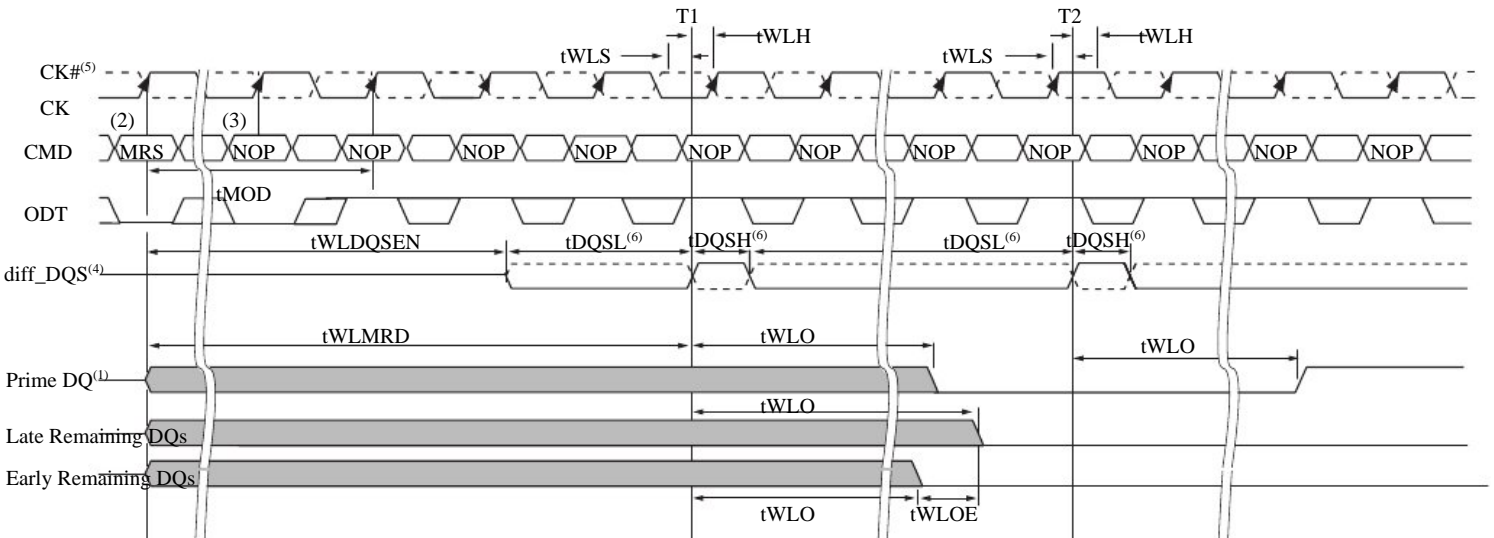 T1 T2
tWLS tWLH tWLS tWLH
CK#(5)
CK
(2) (3)
CMD MRS NOP NOP NOP NOP NOP NOP NOP NOP NOP NOP NOP
tMOD
ODT
tWLDQSEN tDQSL(6) tDQSH(6) tDQSL(6) tDQSH(6)
diff_DQS(4)
tWLMRD tWLO tWLO
Prime DQ(1)
tWLO
Late Remaining DQs
Early Remaining DQs
tWLO tWLOE